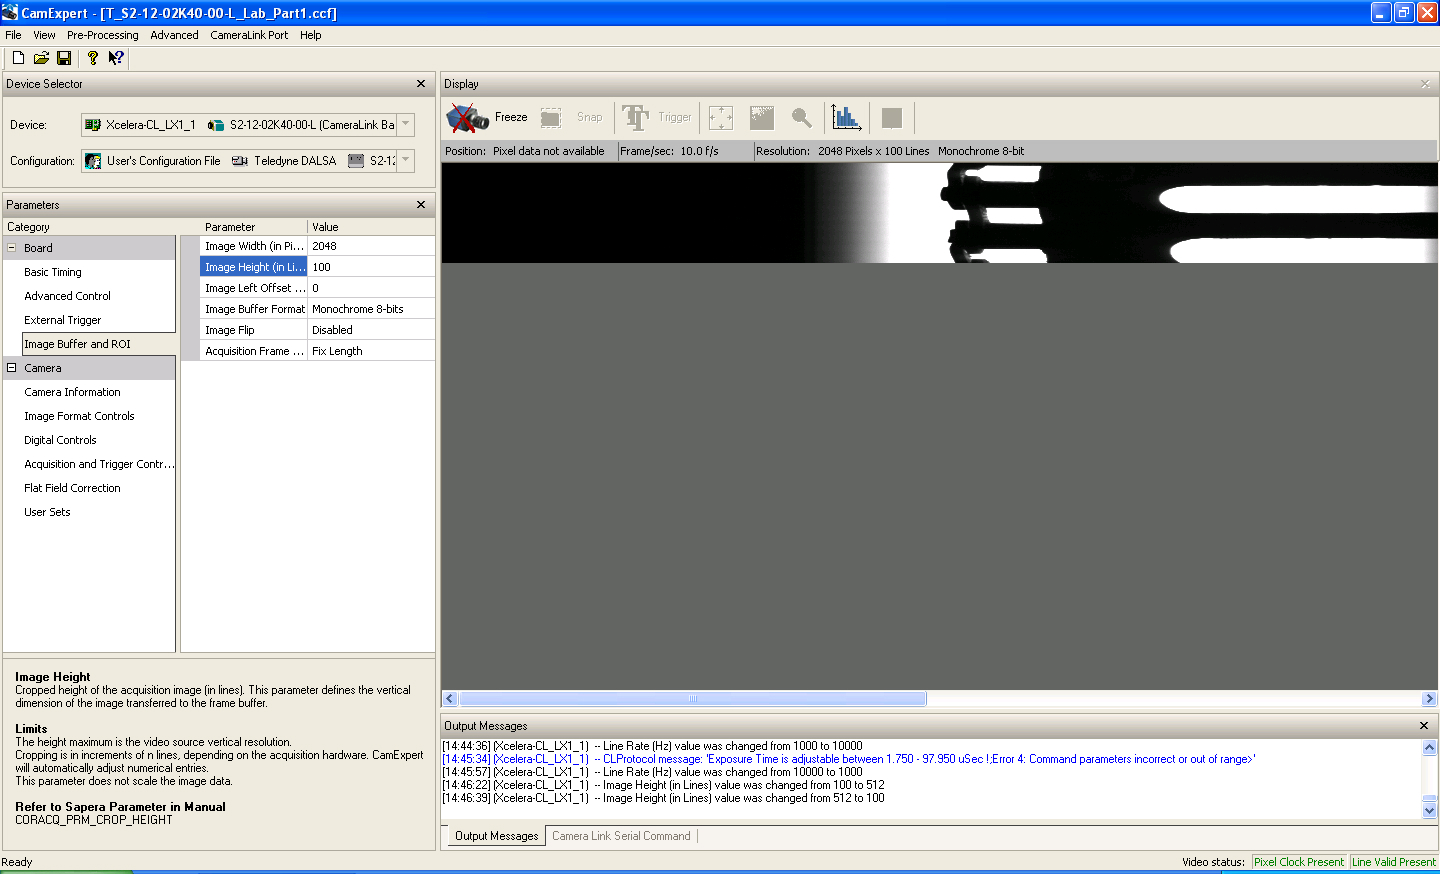 CamExpert - [T_S2-12-02K40-00-L_Lab_Part1.ccf]
File View Pre-Processing Advanced CameraLink Port Help
Device Selector
Device: Xcelera-CL_LX1_1 S2-12-02K40-00-L (CameraLink Ba
Configuration: User's Configuration File Teledyne DALSA S2-12
Parameters
Category
Board
Basic Timing
Advanced Control
External Trigger
Image Buffer and ROI
Camera
Camera Information
Image Format Controls
Digital Controls
Acquisition and Trigger Contr...
Flat Field Correction
User Sets
Parameter Value
Image Width (in Pi... 2048
Image Height (in Li... 100
Image Left Offset ... 0
Image Buffer Format Monochrome 8-bits
Image Flip Disabled
Acquisition Frame ... Fix Length
Image Height
Cropped height of the acquisition image (in lines). This parameter defines the vertical
dimension of the image transferred to the frame buffer.
Limits
The height maximum is the video source vertical resolution.
Cropping is in increments of n lines, depending on the acquisition hardware. CamExpert
will automatically adjust numerical entries.
This parameter does not scale the image data.
Refer to Sapera Parameter in Manual
CORACQ_PRM_CROP_HEIGHT
Display
Freeze Snap Trigger
Position: Pixel data not available Frame/sec: 10.0 f/s Resolution: 2048 Pixels x 100 Lines Monochrome 8-bit
Output Messages
[14:44:36] (Xcelera-CL_LX1_1) -- Line Rate (Hz) value was changed from 1000 to 10000
[14:45:34] (Xcelera-CL_LX1_1) -- CLProtocol message: 'Exposure Time is adjustable between 1.750 - 97.950 uSec !;Error 4: Command parameters incorrect or out of range>'
[14:45:57] (Xcelera-CL_LX1_1) -- Line Rate (Hz) value was changed from 10000 to 1000
[14:46:22] (Xcelera-CL_LX1_1) -- Image Height (in Lines) value was changed from 100 to 512
[14:46:39] (Xcelera-CL_LX1_1) -- Image Height (in Lines) value was changed from 512 to 100
Output Messages Camera Link Serial Command
Ready Video status: Pixel Clock Present Line Valid Present